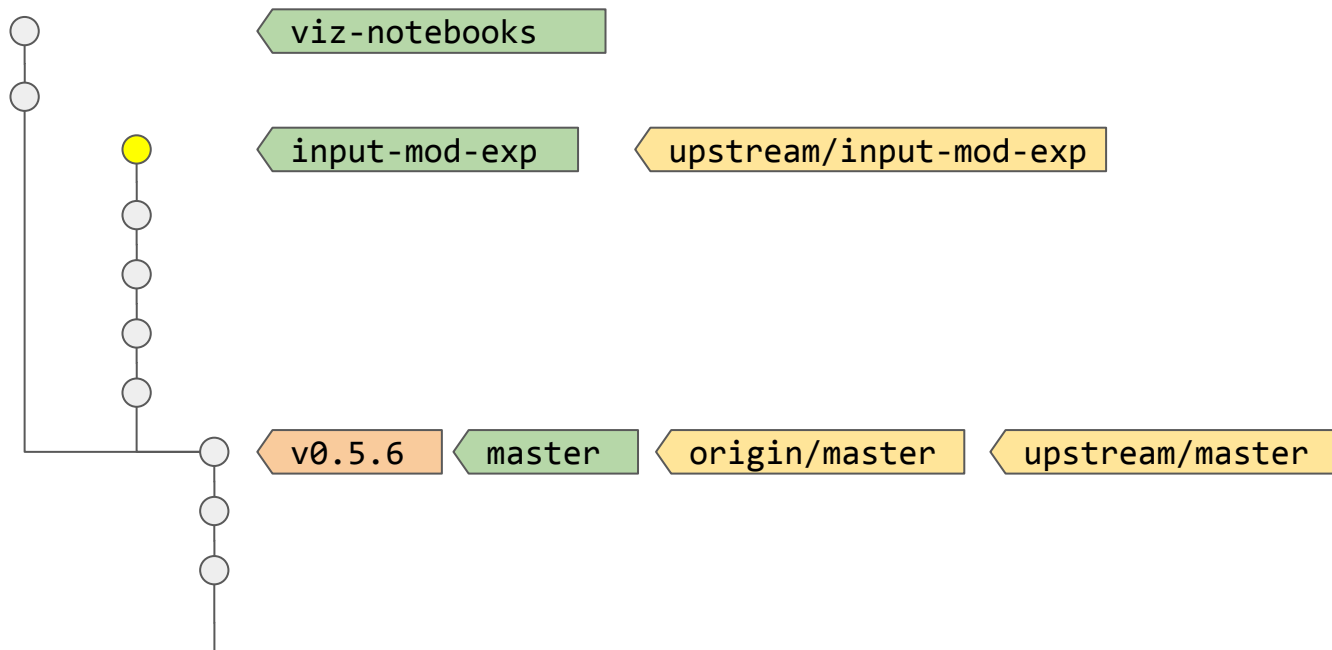 viz-notebooks
input-mod-exp upstream/input-mod-exp
v0.5.6 master origin/master upstream/master